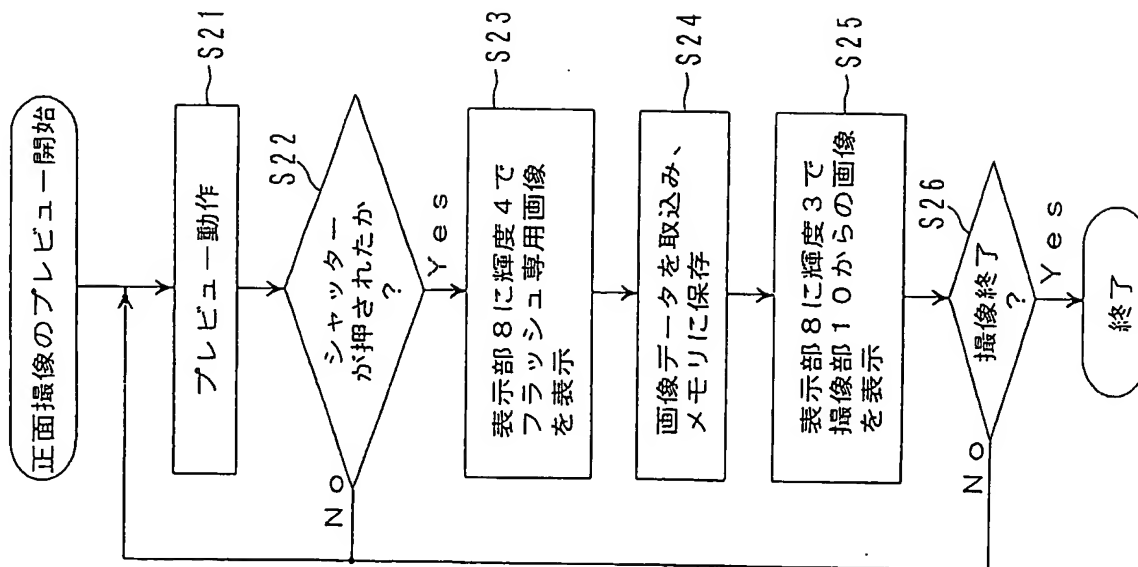 正面撮像のプレビュー開始
プレビュー動作
S21
シャッター
が押されたか
?
S22
No
Yes
表示部8に輝度4で
フラッシュ専用画像
を表示
S23
画像データを取込み、
メモリに保存
S24
表示部8に輝度3で
撮像部10からの画像
を表示
S25
撮像終了
?
S26
No
Yes
終了